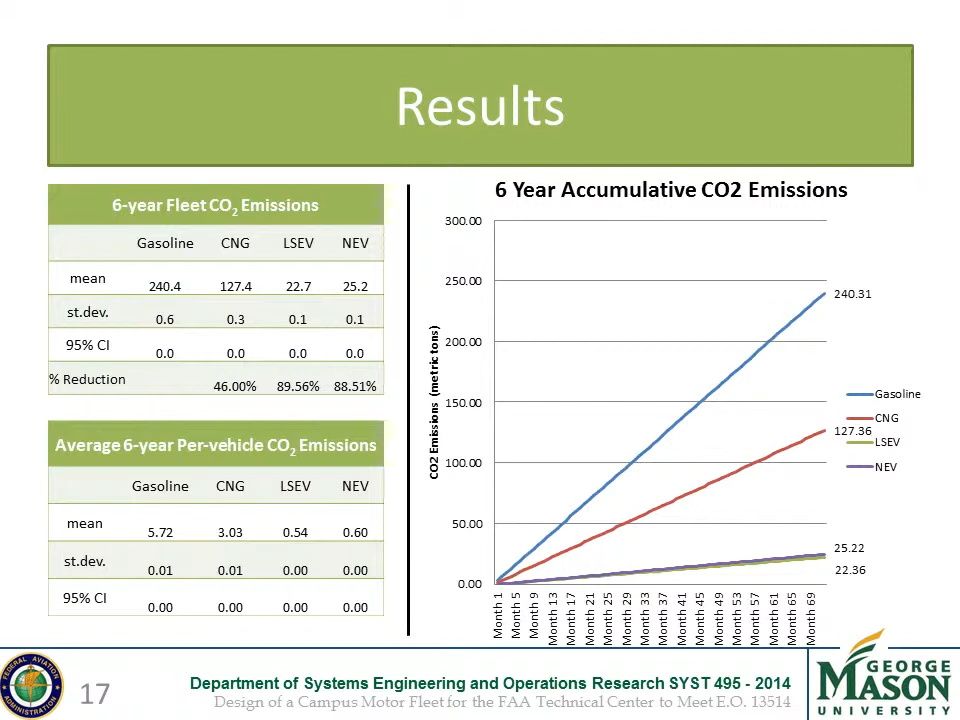 Results
6-year Fleet CO2 Emissions
Gasoline CNG LSEV NEV
mean 240.4 127.4 22.7 25.2
st.dev. 0.6 0.3 0.1 0.1
95% CI 0.0 0.0 0.0 0.0
% Reduction 46.00% 89.56% 88.51%
Average 6-year Per-vehicle CO2 Emissions
Gasoline CNG LSEV NEV
mean 5.72 3.03 0.54 0.60
st.dev. 0.01 0.01 0.00 0.00
95% CI 0.00 0.00 0.00 0.00
6 Year Accumulative CO2 Emissions
CO2 Emissions (metric tons)
300.00
250.00
200.00
150.00
100.00
50.00
0.00
240.31
127.36
25.22
22.36
Gasoline
CNG
LSEV
NEV
Month 1
Month 5
Month 9
Month 13
Month 17
Month 21
Month 25
Month 29
Month 33
Month 37
Month 41
Month 45
Month 49
Month 53
Month 57
Month 61
Month 65
Month 69
FEDERAL AVIATION
ADMINISTRATION
17
Department of Systems Engineering and Operations Research SYST 495 - 2014
Design of a Campus Motor Fleet for the FAA Technical Center to Meet E.O. 13514
GEORGE
MASON
UNIVERSITY